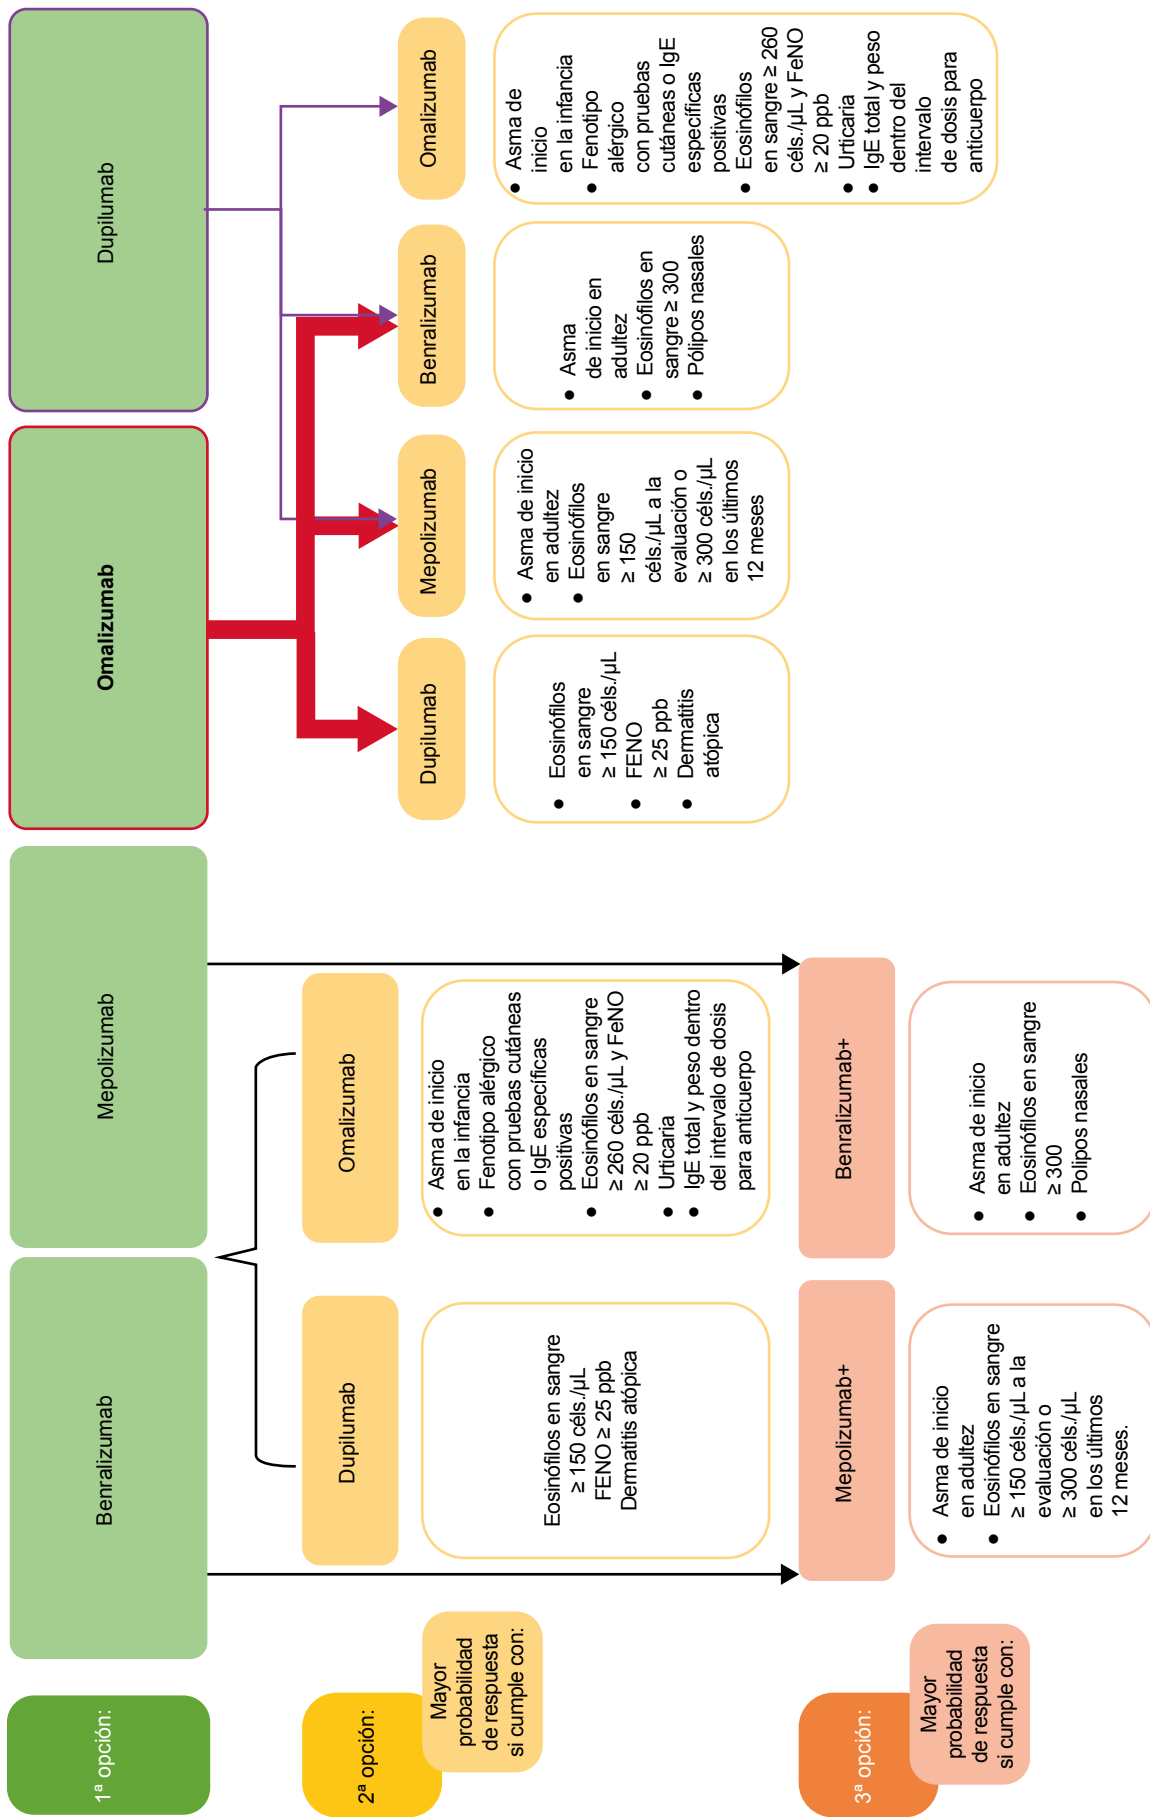 1ª opción:
Benralizumab
Mepolizumab
Omalizumab
Dupilumab
2ª opción:
Mayor
probabilidad
de respuesta
si cumple con:
Dupilumab
Eosinófilos en sangre
≥ 150 céls./µL
FENO ≥ 25 ppb
Dermatitis atópica
Omalizumab
• Asma de inicio
en la infancia
• Fenotipo alérgico
con pruebas cutáneas
o IgE específicas
positivas
• Eosinófilos en sangre
≥ 260 céls./µL y FeNO
≥ 20 ppb
• Urticaria
• IgE total y peso dentro
del intervalo de dosis
para anticuerpo
Dupilumab
• Eosinófilos
en sangre
≥ 150 céls./µL
• FENO
≥ 25 ppb
• Dermatitis
atópica
Mepolizumab
• Asma de inicio
en adultez
• Eosinófilos
en sangre
≥ 150
céls./µL a la
evaluación o
≥ 300 céls./µL
en los últimos
12 meses
Benralizumab
• Asma
de inicio en
adultez
• Eosinófilos en
sangre ≥ 300
• Pólipos nasales
Omalizumab
• Asma de
inicio
en la infancia
• Fenotipo
alérgico
con pruebas
cutáneas o IgE
específicas
positivas
• Eosinófilos
en sangre ≥ 260
céls./µL y FeNO
≥ 20 ppb
• Urticaria
• IgE total y peso
dentro del
intervalo
de dosis para
anticuerpo
3ª opción:
Mayor
probabilidad
de respuesta
si cumple con:
Mepolizumab+
• Asma de inicio
en adultez
• Eosinófilos en sangre
≥ 150 céls./µL a la
evaluación o
≥ 300 céls./µL
en los últimos
12 meses.
Benralizumab+
• Asma de inicio
en adultez
• Eosinófilos en sangre
≥ 300
• Polipos nasales